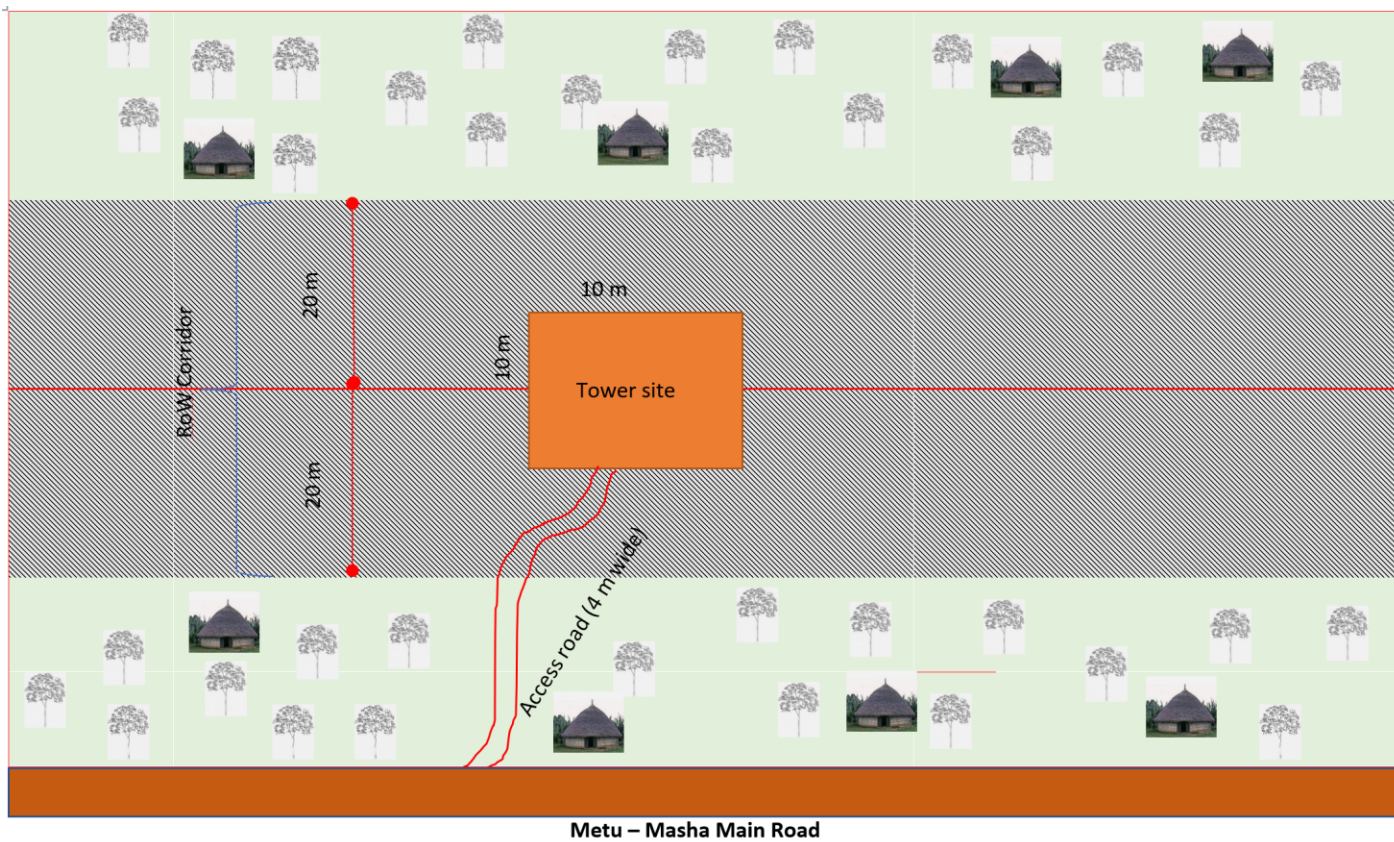 20 m
10 m
10 m
RoW Corridor
Tower site
20 m
Access road (4 m wide)
Metu – Masha Main Road